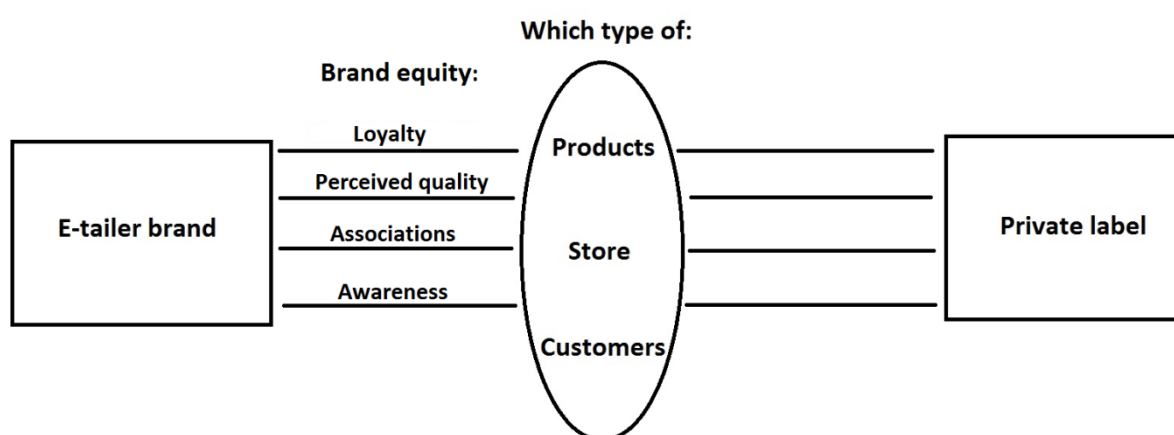 Which type of:
Brand equity:
Loyalty
Products
Perceived quality
E-tailer brand
Associations
Store
Private label
Awareness
Customers